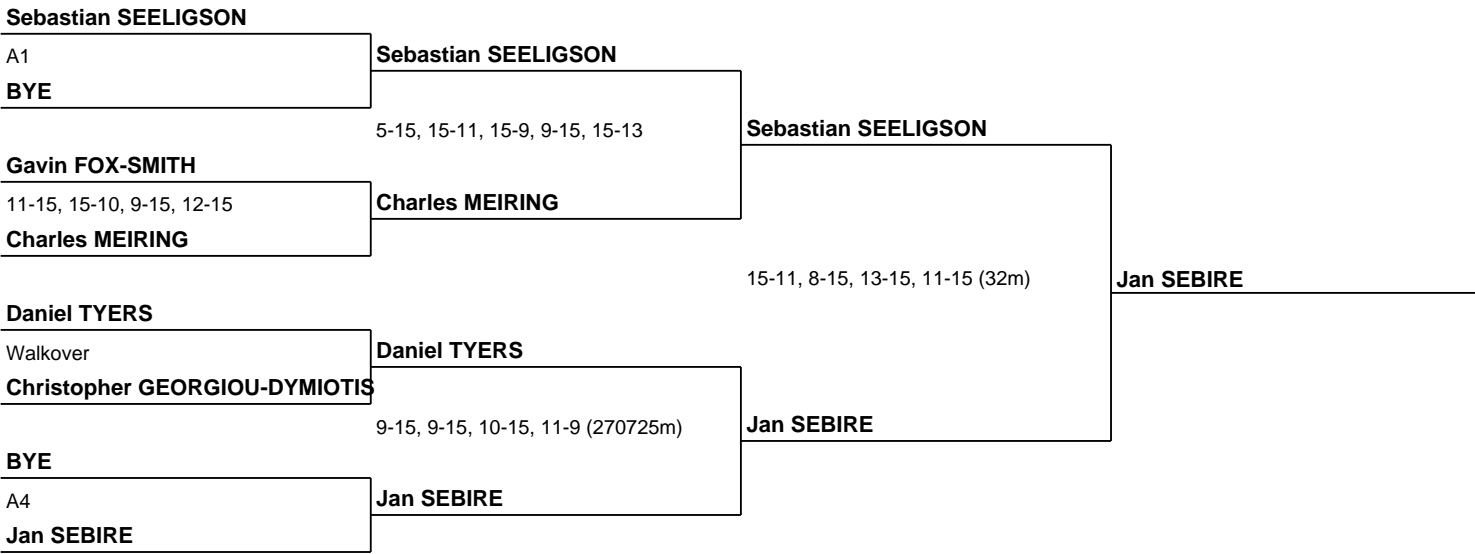 Sebastian SEELIGSON
A1
BYE
Sebastian SEELIGSON
5-15, 15-11, 15-9, 9-15, 15-13
Gavin FOX-SMITH
11-15, 15-10, 9-15, 12-15
Charles MEIRING
Charles MEIRING
Sebastian SEELIGSON
15-11, 8-15, 13-15, 11-15 (32m)
Jan SEBIRE
Daniel TYERS
Walkover
Christopher GEORGIOU-DYMIOTIS
Daniel TYERS
9-15, 9-15, 10-15, 11-9 (270725m)
Jan SEBIRE
BYE
A4
Jan SEBIRE
Jan SEBIRE